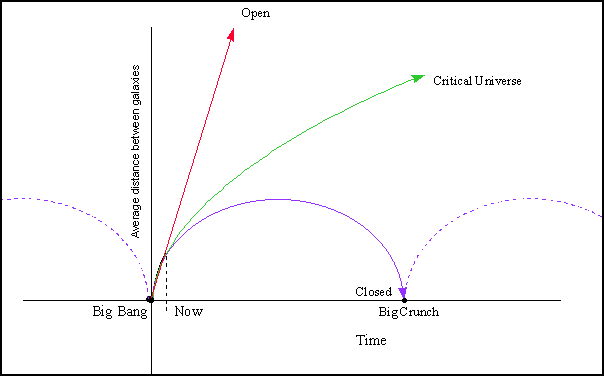 Open
Average distance between galaxies
Critical Universe
Closed
Big Bang
Now
BigCrunch
Time